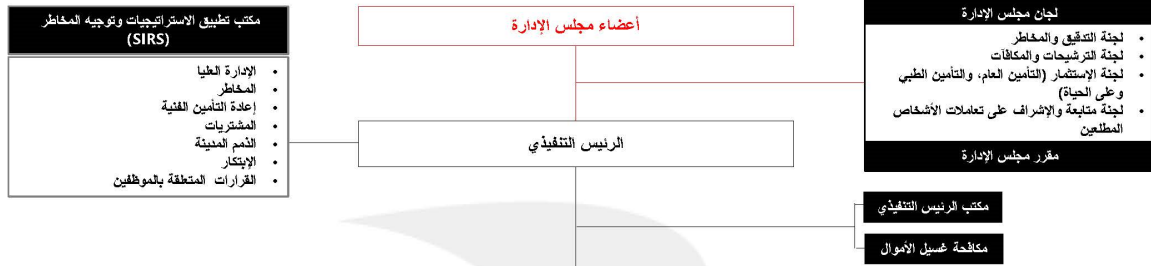 لجان مجلس الإدارة
لجنة التدقيق والمخاطر
لجنة الترشيحات والمكافآت
لجنة الإستثمار (التأمين العام، والتأمين الطبي
وعلى الحياة)
لجنة متابعة والإشراف على تعاملات الأشخاص
المطلعين
مقرر مجلس الإدارة
أعضاء مجلس الإدارة
مكتب تطبيق الاستراتيجيات وتوجيه المخاطر
(SIRS)
الإدارة العليا
المخاطر
إعادة التأمين الفنية
المشتريات
الذمم المدينة
الإبتكار
القرارات المتعلقة بالموظفين
الرئيس التنفيذي
مكتب الرئيس التنفيذي
مكافحة غسيل الأموال